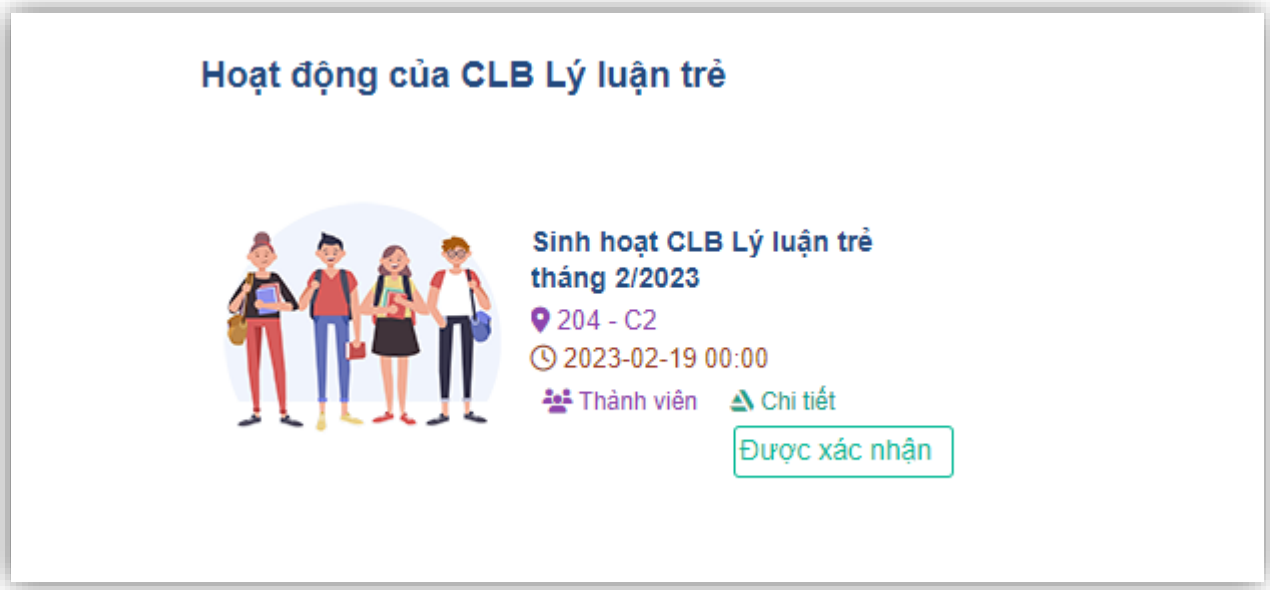 Hoạt động của CLB Lý luận trẻ
Sinh hoạt CLB Lý luận trẻ
tháng 2/2023
204 - C2
2023-02-19 00:00
Thành viên Chi tiết
Được xác nhận